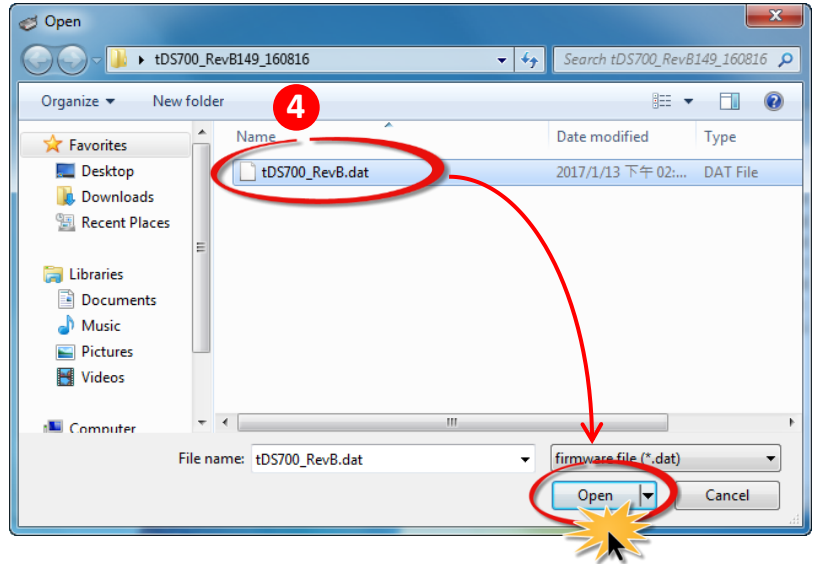 Open
x
tDS700_RevB149_160816
Search tDS700_RevB149_160816
Organize
New folder
4
Name
Date modified
Type
Favorites
Desktop
Downloads
Recent Places
Libraries
Documents
Music
Pictures
Videos
Computer
tDS700_RevB.dat
2017/1/13 下午 02:...
DAT File
File name:
tDS700_RevB.dat
firmware file (*.dat)
Open
Cancel